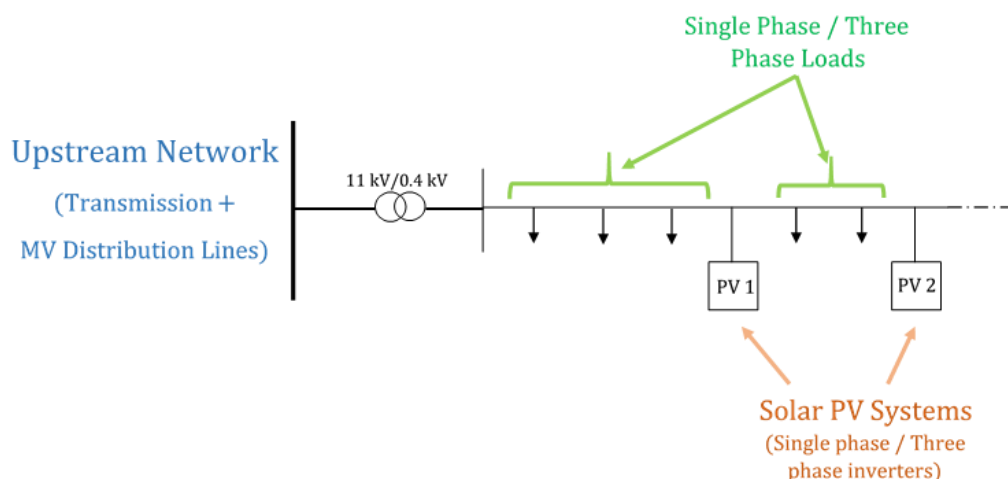 Single Phase / Three
Phase Loads
Upstream Network
(Transmission +
MV Distribution Lines)
11 kV/0.4 kV
PV 1
PV 2
Solar PV Systems
(Single phase / Three
phase inverters)